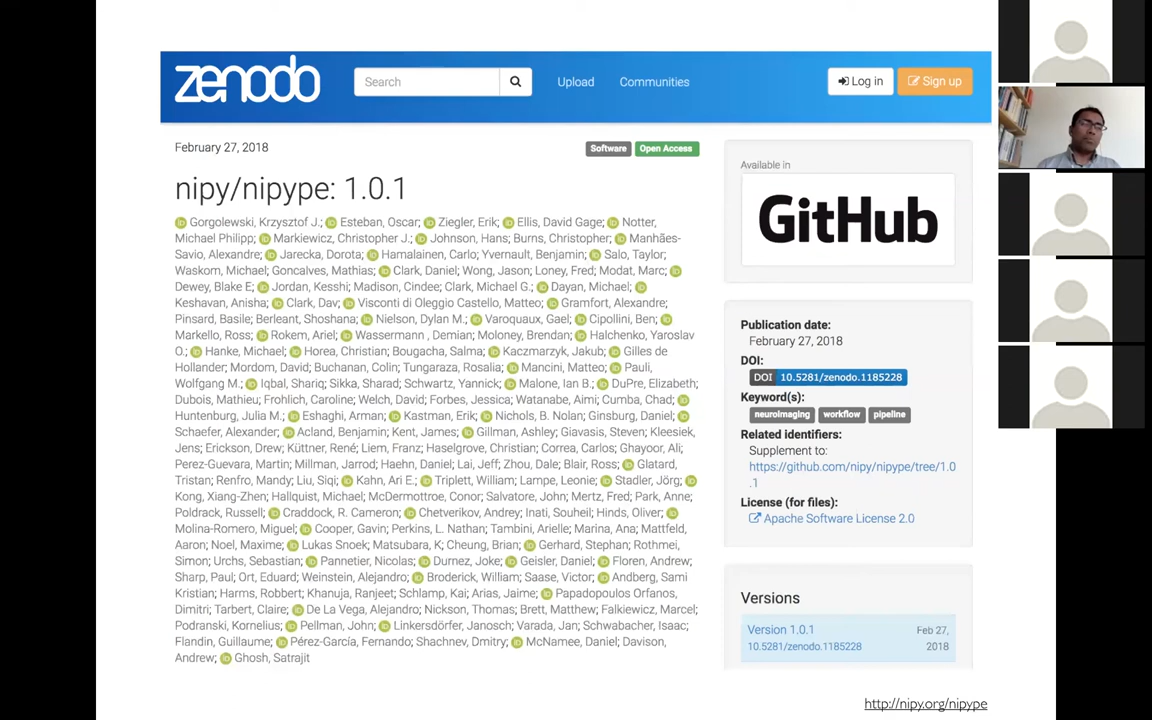 zenodo
Search
Upload
Communities
Log in
Sign up
February 27, 2018
Software
Open Access
nipy/nipype: 1.0.1
Gorgolewski, Krzysztof J.; Esteban, Oscar; Ziegler, Erik; Ellis, David Gage; Notter,
Michael Philipp; Markiewicz, Christopher J.; Johnson, Hans; Burns, Christopher; Manhães-
Savio, Alexandre; Jarecka, Dorota; Hamalainen, Carlo; Yvernault, Benjamin; Salo, Taylor;
Waskom, Michael; Goncalves, Mathias; Clark, Daniel; Wong, Jason; Loney, Fred; Modat, Marc;
Dewey, Blake E; Jordan, Kesshi; Madison, Cindee; Clark, Michael G.; Dayan, Michael;
Keshavan, Anisha; Clark, Dav; Visconti di Oleggio Castello, Matteo; Gramfort, Alexandre;
Pinsard, Basile; Berleant, Shoshana; Nielson, Dylan M.; Varoquaux, Gael; Cipollini, Ben;
Markello, Ross; Rokem, Ariel; Wassermann , Demian; Moloney, Brendan; Halchenko, Yaroslav
O.; Hanke, Michael; Horea, Christian; Bougacha, Salma; Kaczmarzyk, Jakub; Gilles de
Hollander; Mordom, David; Buchanan, Colin; Tungaraza, Rosalia; Mancini, Matteo; Pauli,
Wolfgang M.; Iqbal, Shariq; Sikka, Sharad; Schwartz, Yannick; Malone, Ian B.; DuPre, Elizabeth;
Dubois, Mathieu; Frohlich, Caroline; Welch, David; Forbes, Jessica; Watanabe, Aimi; Cumba, Chad;
Huntenburg, Julia M.; Eshaghi, Arman; Kastman, Erik; Nichols, B. Nolan; Ginsburg, Daniel;
Schaefer, Alexander; Acland, Benjamin; Kent, James; Gillman, Ashley; Giavasis, Steven; Kleesiek,
Jens; Erickson, Drew; Küttner, René; Liem, Franz; Haselgrove, Christian; Correa, Carlos; Ghayoor, Ali;
Perez-Guevara, Martin; Millman, Jarrod; Haehn, Daniel; Lai, Jeff; Zhou, Dale; Blair, Ross; Glatard,
Tristan; Renfro, Mandy; Liu, Siqi; Kahn, Ari E.; Triplett, William; Lampe, Leonie; Stadler, Jörg;
Kong, Xiang-Zhen; Hallquist, Michael; McDermottroe, Conor; Salvatore, John; Mertz, Fred; Park, Anne;
Poldrack, Russell; Craddock, R. Cameron; Chetverikov, Andrey; Inati, Souheil; Hinds, Oliver;
Molina-Romero, Miguel; Cooper, Gavin; Perkins, L. Nathan; Tambini, Arielle; Marina, Ana; Mattfeld,
Aaron; Noel, Maxime; Lukas Snoek; Matsubara, K; Cheung, Brian; Gerhard, Stephan; Rothmei,
Simon; Urchs, Sebastian; Pannetier, Nicolas; Durnez, Joke; Geisler, Daniel; Floren, Andrew;
Sharp, Paul; Ort, Eduard; Weinstein, Alejandro; Broderick, William; Saase, Victor; Andberg, Sami
Kristian; Harms, Robbert; Khanuja, Ranjeet; Schlamp, Kai; Arias, Jaime; Papadopoulos Orfanos,
Dimitri; Tarbert, Claire; De La Vega, Alejandro; Nickson, Thomas; Brett, Matthew; Falkiewicz, Marcel;
Podranski, Kornelius; Pellman, John; Linkersdörfer, Janosch; Varada, Jan; Schwabacher, Isaac;
Flandin, Guillaume; Pérez-García, Fernando; Shachnev, Dmitry; McNamee, Daniel; Davison,
Andrew; Ghosh, Satrajit
Available in
GitHub
Publication date:
February 27, 2018
DOI:
DOI 10.5281/zenodo.1185228
Keyword(s):
neuroimaging workflow pipeline
Related identifiers:
Supplement to:
https://github.com/nipy/nipype/tree/1.0
.1
License (for files):
Apache Software License 2.0
Versions
Version 1.0.1 Feb 27,
10.5281/zenodo.1185228 2018
http://nipy.org/nipype